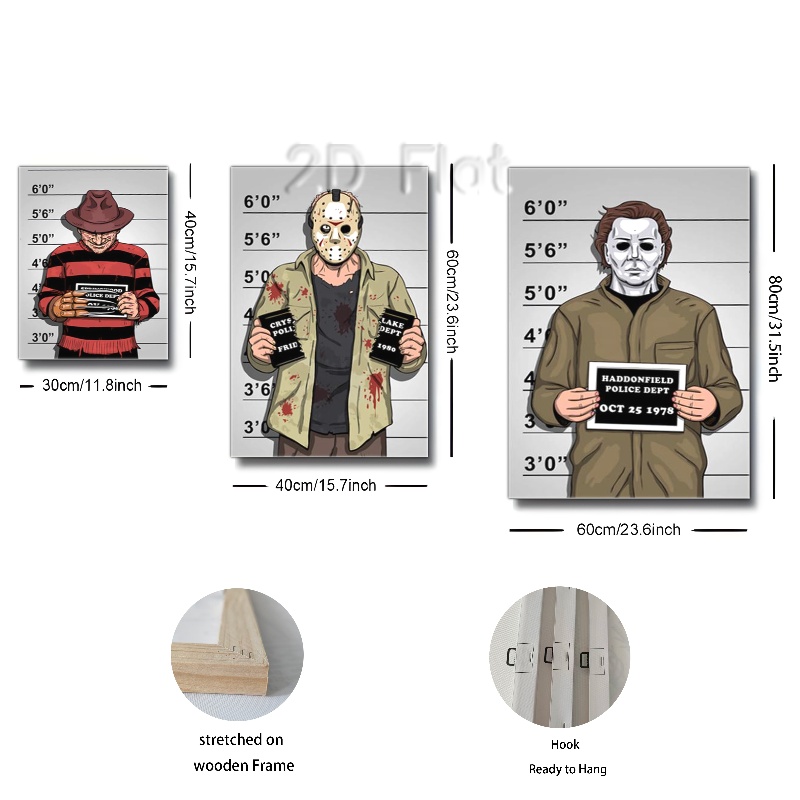 2D Flat
6'0”
5'6”
5'0”
4'6
3'0”
POLICE DEPT
40cm/15.7inch
30cm/11.8inch
6'0”
5'6”
5'0
3'6
3'0
CRYS
POLI
FRID
LAKE
DEPT
1980
60cm/23.6inch
40cm/15.7inch
6'0”
5'6”
5'0”
4'
4
3
3'0”
HADDONFIELD
POLICE DEPT
OCT 25 1978
80cm/31.5inch
60cm/23.6inch
stretched on
wooden Frame
Hook
Ready to Hang